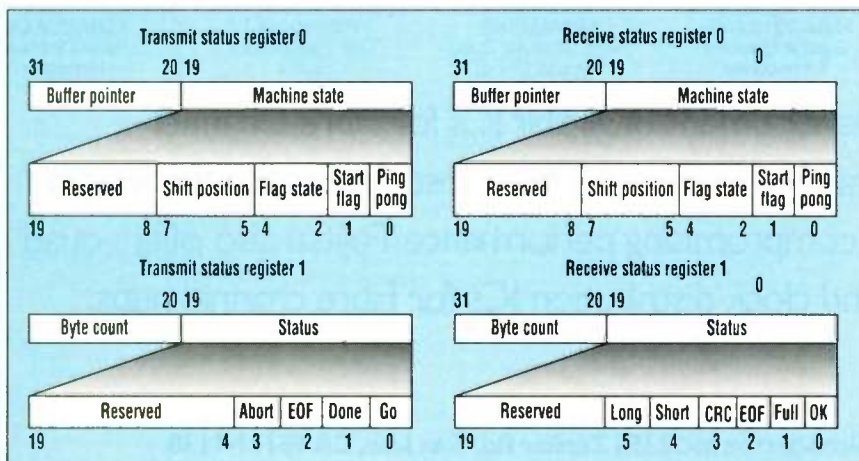 Transmit status register 0
31 20 19
Buffer pointer Machine state
Reserved Shift position Flag state Start flag Ping pong
19 8 7 5 4 2 1 0
Receive status register 0
0
31 20 19
Buffer pointer Machine state
Reserved Shift position Flag state Start flag Ping pong
19 8 7 5 4 2 1 0
Transmit status register 1
20 19
Byte count Status
Reserved Abort EOF Done Go
19 4 3 2 1 0
Receive status register 1
0
31 20 19
Byte count Status
Reserved Long Short CRC EOF Full OK
19 5 4 3 2 1 0